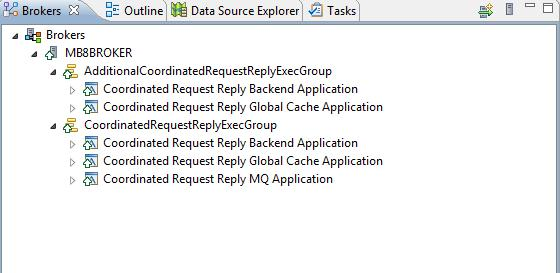 Brokers Outline Data Source Explorer Tasks
Brokers
MB8BROKER
AdditionalCoordinatedRequestReplyExecGroup
Coordinated Request Reply Backend Application
Coordinated Request Reply Global Cache Application
CoordinatedRequestReplyExecGroup
Coordinated Request Reply Backend Application
Coordinated Request Reply Global Cache Application
Coordinated Request Reply MQ Application